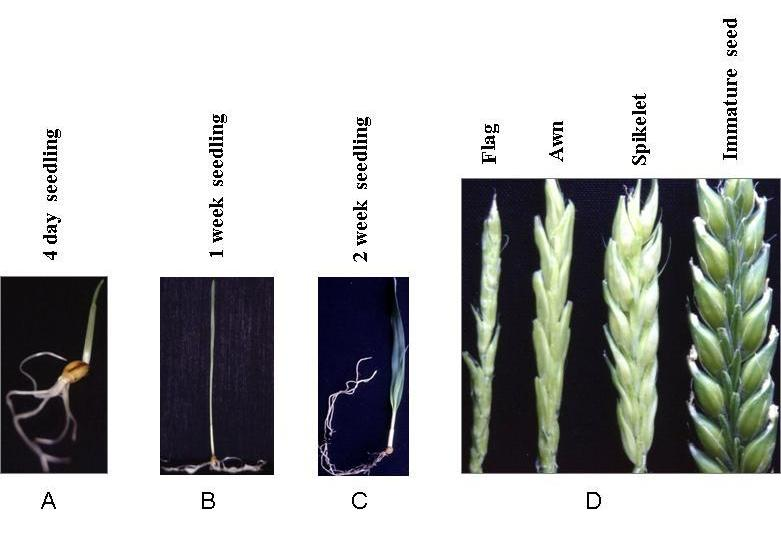 4 day seedling
1 week seedling
2 week seedling
Flag
Awn
Spikelet
Immature seed
A
B
C
D